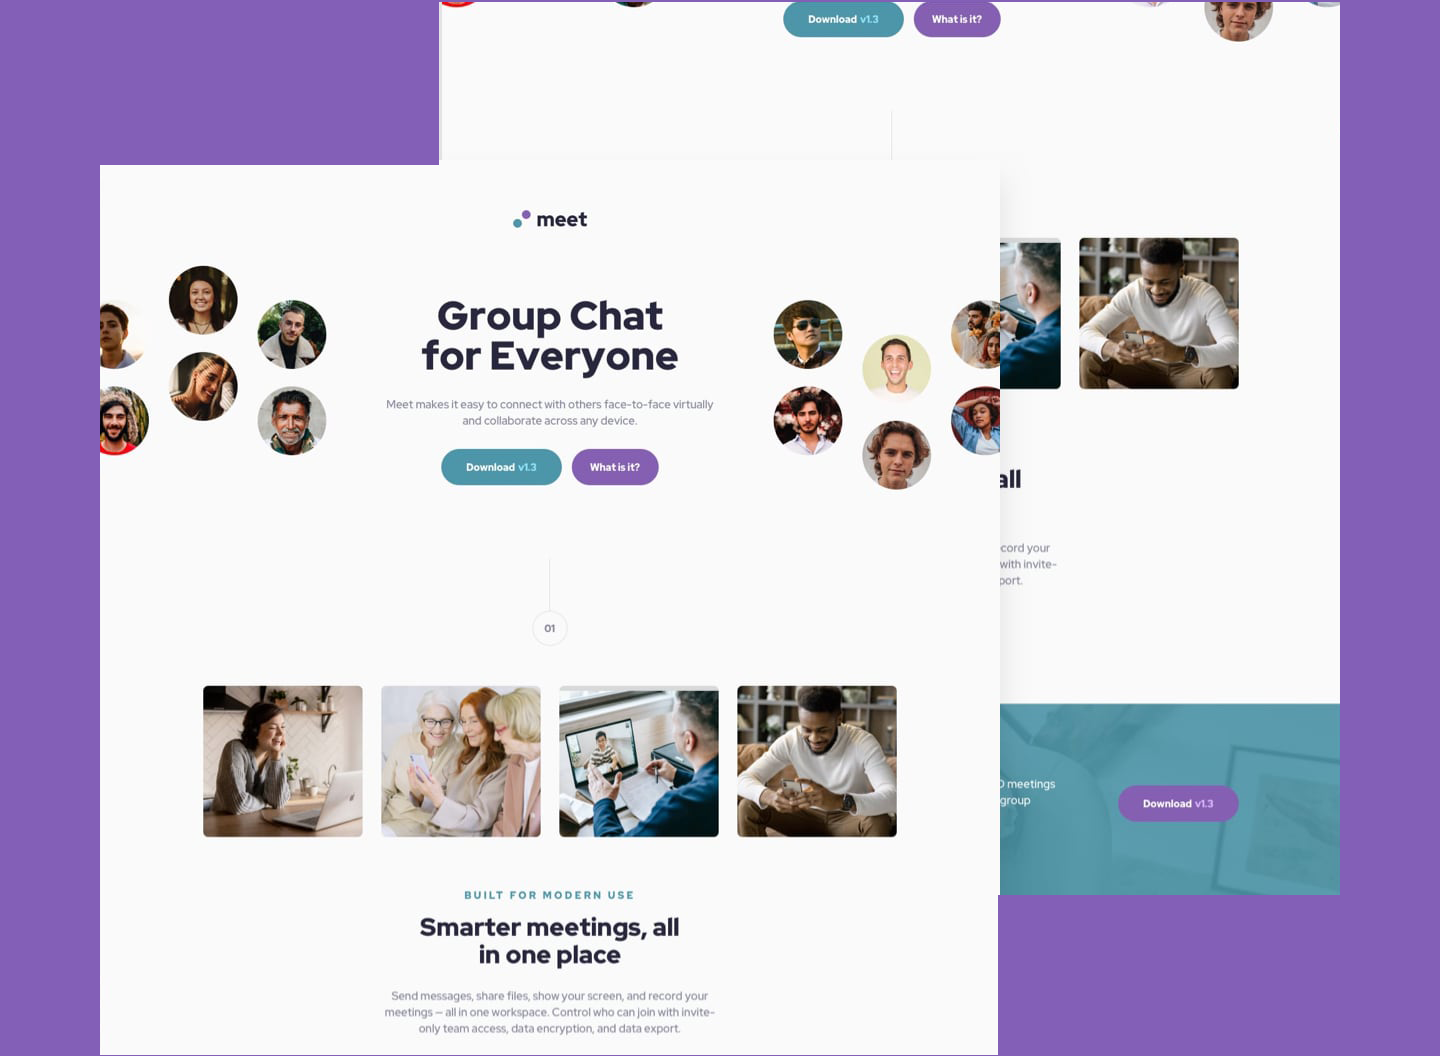 Download v1.3
What is it?
meet
Group Chat
for Everyone
Meet makes it easy to connect with others face-to-face virtually
and collaborate across any device.
Download v1.3
What is it?
01
BUILT FOR MODERN USE
Smarter meetings, all
in one place
Send messages, share files, show your screen, and record your
meetings — all in one workspace. Control who can join with invite-
only team access, data encryption, and data export.
all
cord your
with invite-
port.
meetings
group
Download v1.3